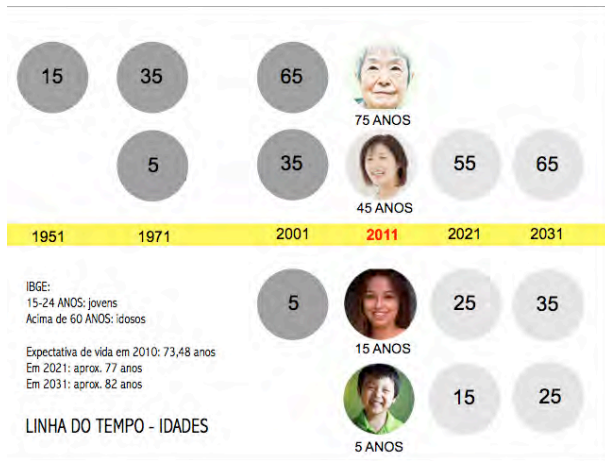 15 35 65
75 ANOS
5 35 55 65
45 ANOS
1951 1971 2001 2011 2021 2031
5 25 35
15 ANOS
15 25
5 ANOS
IBGE:
15-24 ANOS: jovens
Acima de 60 ANOS: idosos
Expectativa de vida em 2010: 73,48 anos
Em 2021: aprox. 77 anos
Em 2031: aprox. 82 anos
LINHA DO TEMPO - IDADES